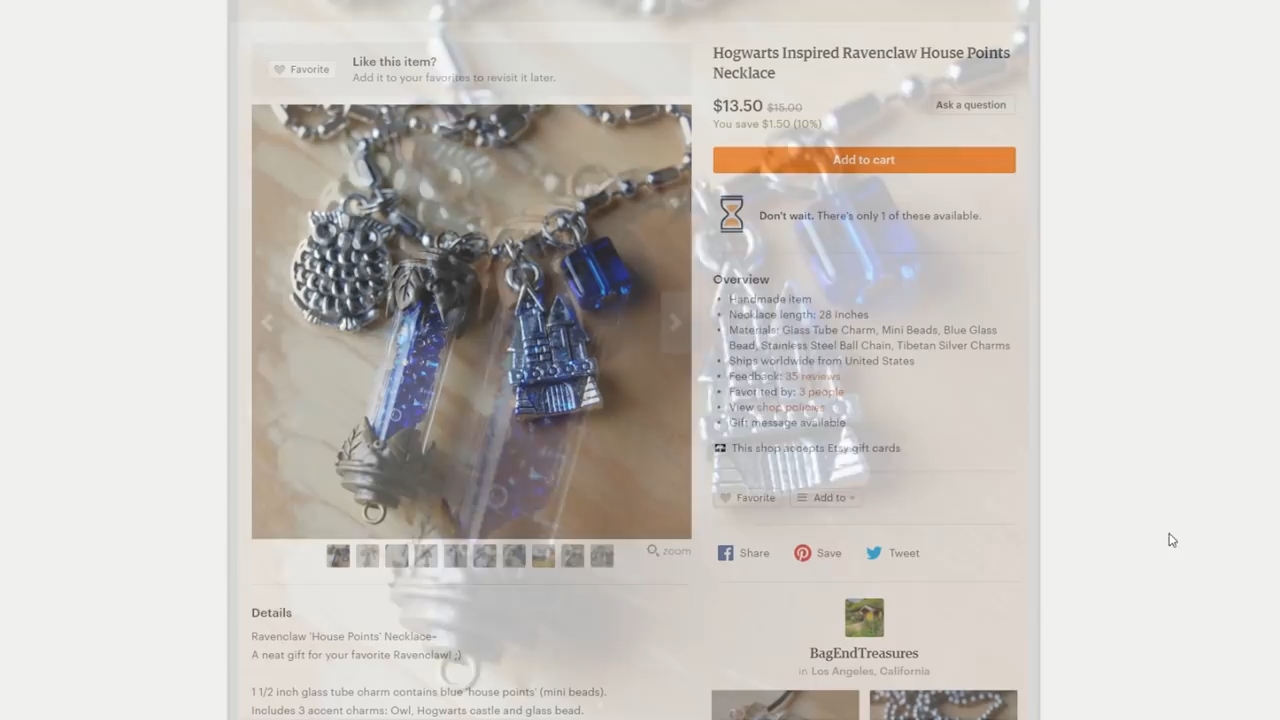 Favorite
Like this item?
Add it to your favorites to revisit it later.
Hogwarts Inspired Ravenclaw House Points
Necklace
$13.50 $15.00
Ask a question
You save $1.50 (10%)
Add to cart
Don't wait. There's only 1 of these available.
Overview
• Handmade item
• Necklace length: 28 Inches
• Materials: Glass Tube Charm, Mini Beads, Blue Glass
Bead, Stainless Steel Ball Chain, Tibetan Silver Charms
• Ships worldwide from United States
• Feedback: 35 reviews
• Favorited by: 3 people
• View shop policies
• Gift message available
This shop accepts Etsy gift cards
Favorite
Add to
zoom
Share
Save
Tweet
Details
Ravenclaw 'House Points' Necklace~
A neat gift for your favorite Ravenclaw! ;)
1 1/2 inch glass tube charm contains blue 'house points' (mini beads).
Includes 3 accent charms: Owl, Hogwarts castle and glass bead.
BagEndTreasures
in Los Angeles, California